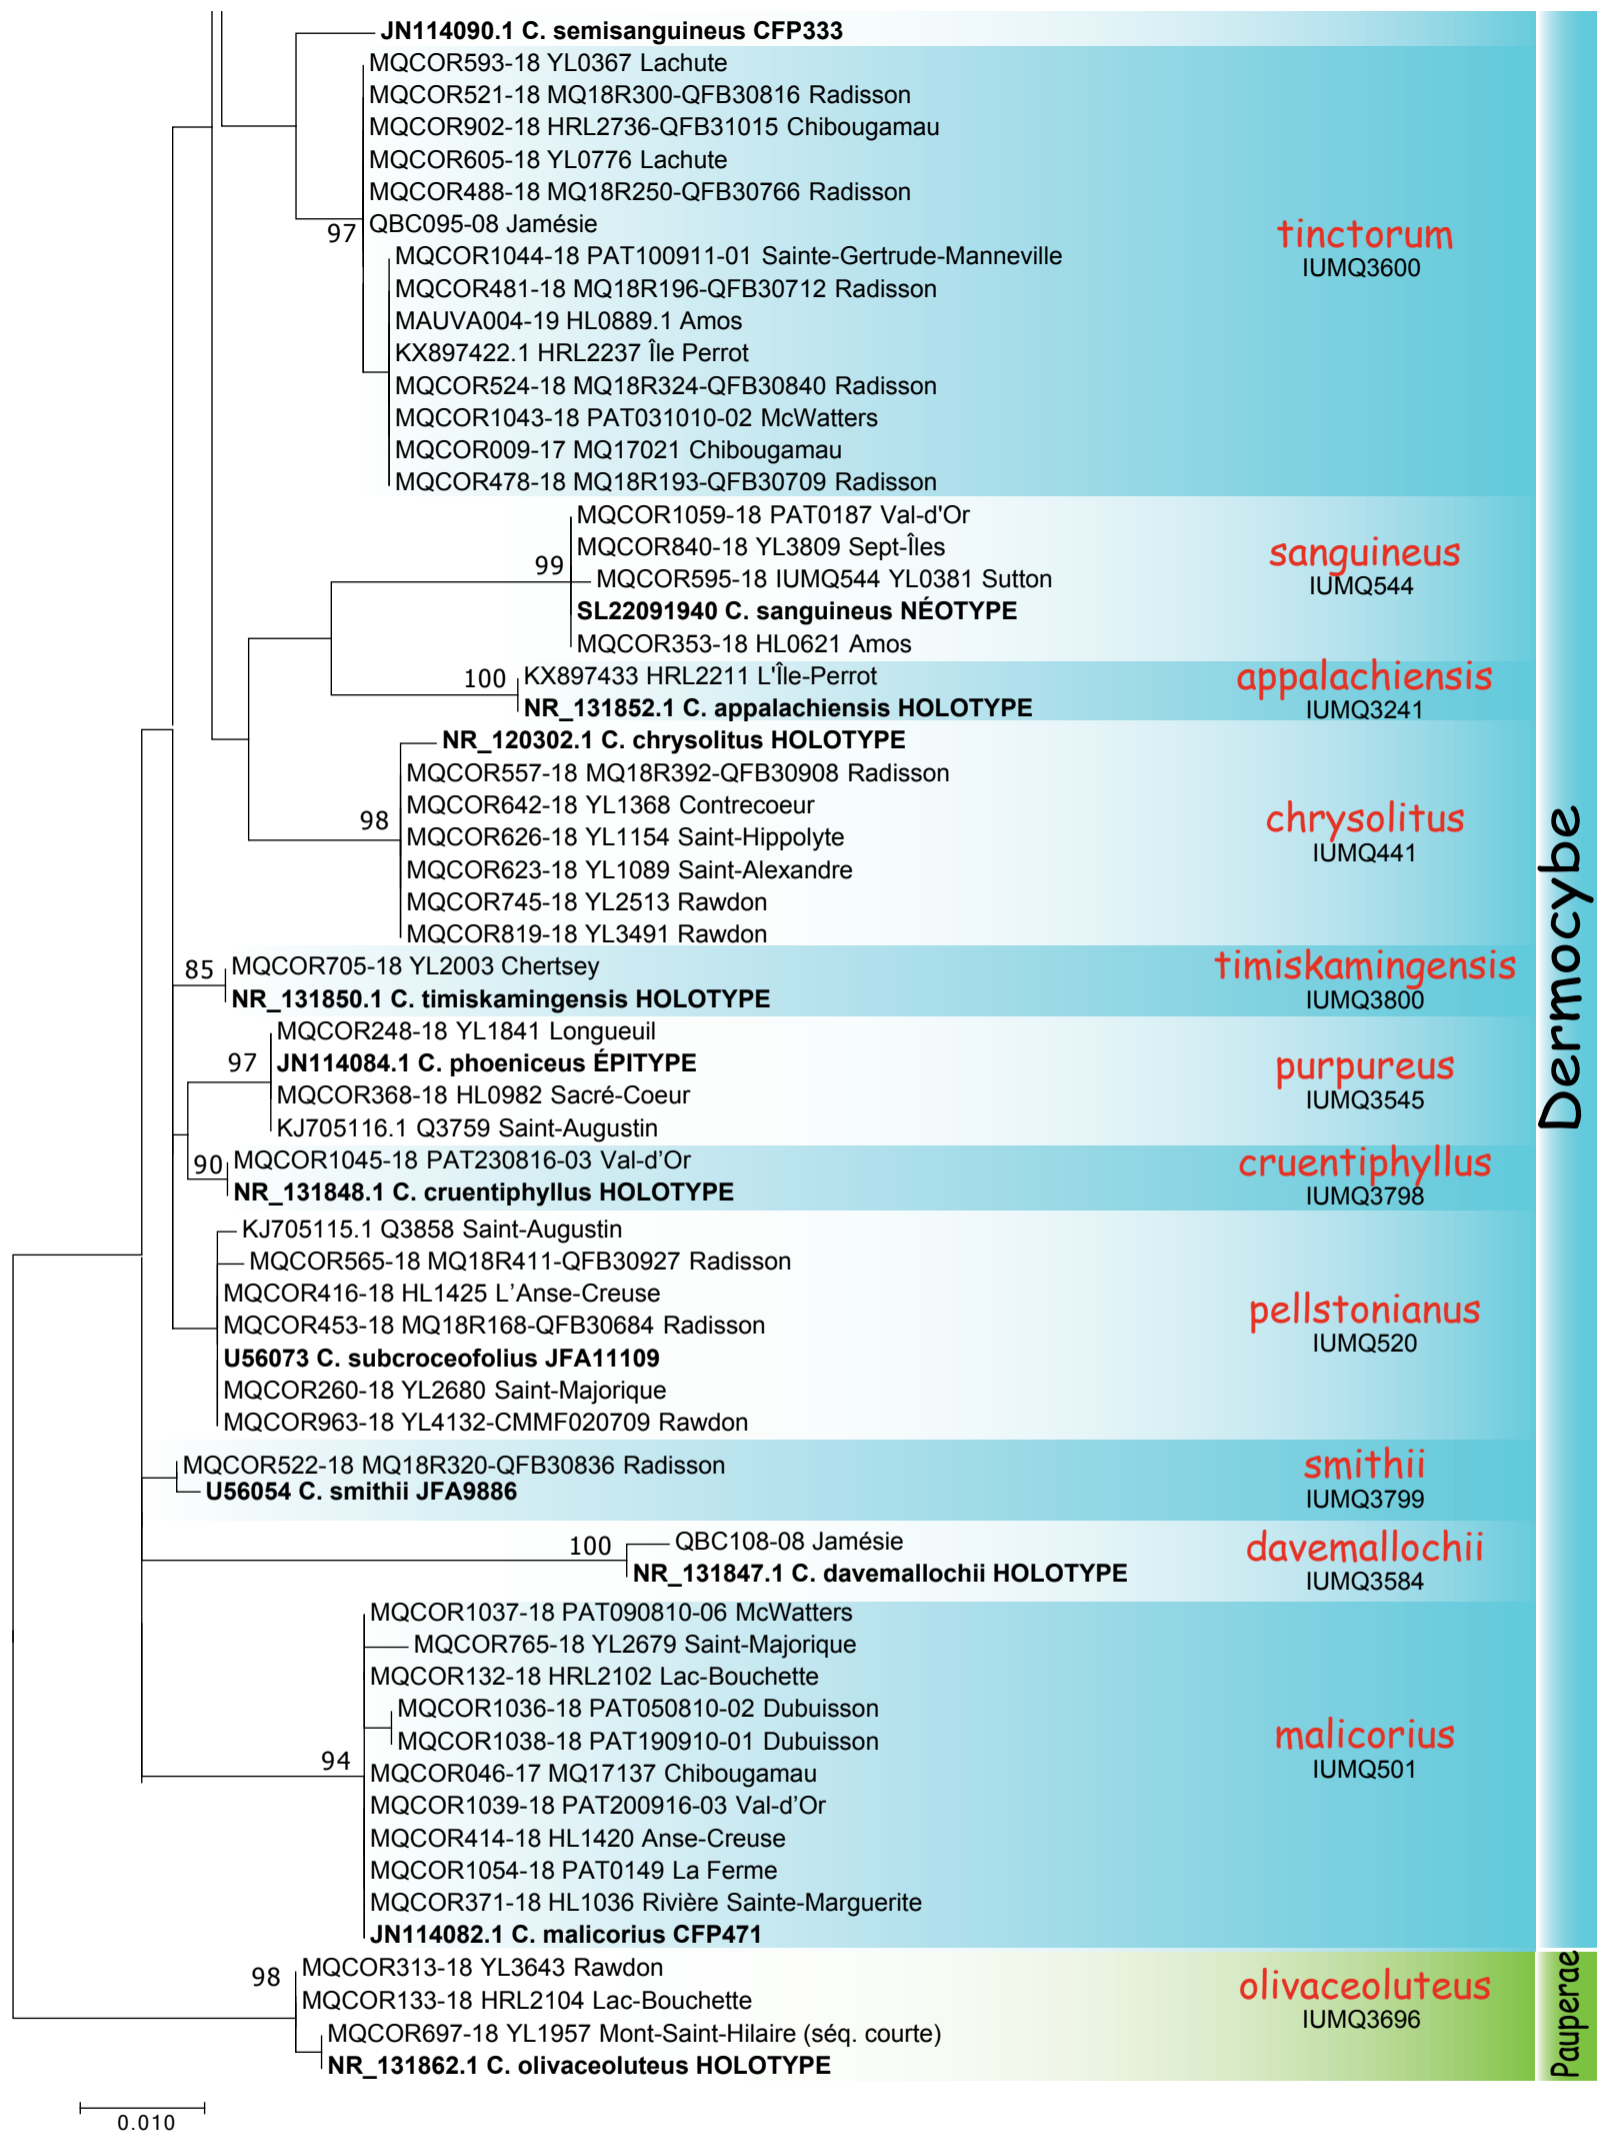 JN114090.1 C. semisanguineus CFP333
MQCOR593-18 YL0367 Lachute
MQCOR521-18 MQ18R300-QFB30816 Radisson
MQCOR902-18 HRL2736-QFB31015 Chibougamau
MQCOR605-18 YL0776 Lachute
MQCOR488-18 MQ18R250-QFB30766 Radisson
QBC095-08 Jamésie
97
MQCOR1044-18 PAT100911-01 Sainte-Gertrude-Manneville
MQCOR481-18 MQ18R196-QFB30712 Radisson
MAUVA004-19 HL0889.1 Amos
KX897422.1 HRL2237 Île Perrot
MQCOR524-18 MQ18R324-QFB30840 Radisson
MQCOR1043-18 PAT031010-02 McWatters
MQCOR009-17 MQ17021 Chibougamau
MQCOR478-18 MQ18R193-QFB30709 Radisson
tinctorum
IUMQ3600
MQCOR1059-18 PAT0187 Val-d'Or
MQCOR840-18 YL3809 Sept-Îles
99
MQCOR595-18 IUMQ544 YL0381 Sutton
SL22091940 C. sanguineus NÉOTYPE
MQCOR353-18 HL0621 Amos
sanguineus
IUMQ544
100
KX897433 HRL2211 L'Île-Perrot
NR_131852.1 C. appalachiensis HOLOTYPE
appalachiensis
IUMQ3241
NR_120302.1 C. chrysolitus HOLOTYPE
MQCOR557-18 MQ18R392-QFB30908 Radisson
MQCOR642-18 YL1368 Contrecoeur
98
MQCOR626-18 YL1154 Saint-Hippolyte
MQCOR623-18 YL1089 Saint-Alexandre
MQCOR745-18 YL2513 Rawdon
MQCOR819-18 YL3491 Rawdon
chrysolitus
IUMQ441
85
MQCOR705-18 YL2003 Chertsey
NR_131850.1 C. timiskamingensis HOLOTYPE
timiskamingensis
IUMQ3800
MQCOR248-18 YL1841 Longueuil
97
JN114084.1 C. phoeniceus ÉPITYPE
MQCOR368-18 HL0982 Sacré-Coeur
KJ705116.1 Q3759 Saint-Augustin
purpureus
IUMQ3545
90
MQCOR1045-18 PAT230816-03 Val-d’Or
NR_131848.1 C. cruentiphyllus HOLOTYPE
cruentiphyllus
IUMQ3798
KJ705115.1 Q3858 Saint-Augustin
MQCOR565-18 MQ18R411-QFB30927 Radisson
MQCOR416-18 HL1425 L’Anse-Creuse
MQCOR453-18 MQ18R168-QFB30684 Radisson
U56073 C. subcroceofolius JFA11109
MQCOR260-18 YL2680 Saint-Majorique
MQCOR963-18 YL4132-CMMF020709 Rawdon
pellstonianus
IUMQ520
MQCOR522-18 MQ18R320-QFB30836 Radisson
U56054 C. smithii JFA9886
smithii
IUMQ3799
100
QBC108-08 Jamésie
NR_131847.1 C. davemallochii HOLOTYPE
davemallochii
IUMQ3584
MQCOR1037-18 PAT090810-06 McWatters
MQCOR765-18 YL2679 Saint-Majorique
MQCOR132-18 HRL2102 Lac-Bouchette
MQCOR1036-18 PAT050810-02 Dubuisson
MQCOR1038-18 PAT190910-01 Dubuisson
94
MQCOR046-17 MQ17137 Chibougamau
MQCOR1039-18 PAT200916-03 Val-d’Or
MQCOR414-18 HL1420 Anse-Creuse
MQCOR1054-18 PAT0149 La Ferme
MQCOR371-18 HL1036 Rivière Sainte-Marguerite
JN114082.1 C. malicorius CFP471
malicorius
IUMQ501
Dermocybe
98
MQCOR313-18 YL3643 Rawdon
MQCOR133-18 HRL2104 Lac-Bouchette
MQCOR697-18 YL1957 Mont-Saint-Hilaire (séq. courte)
NR_131862.1 C. olivaceoluteus HOLOTYPE
olivaceoluteus
IUMQ3696
Pauperae
0.010